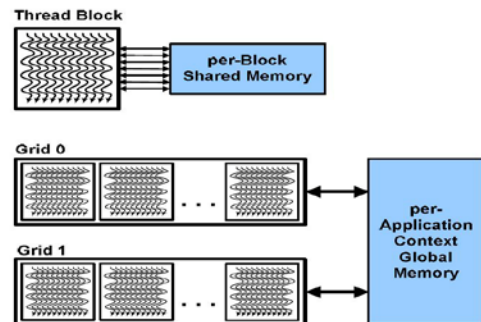 Thread Block
per-Block
Shared Memory
Grid 0
. . .
per-
Application
Context
Global
Memory
Grid 1
. . .